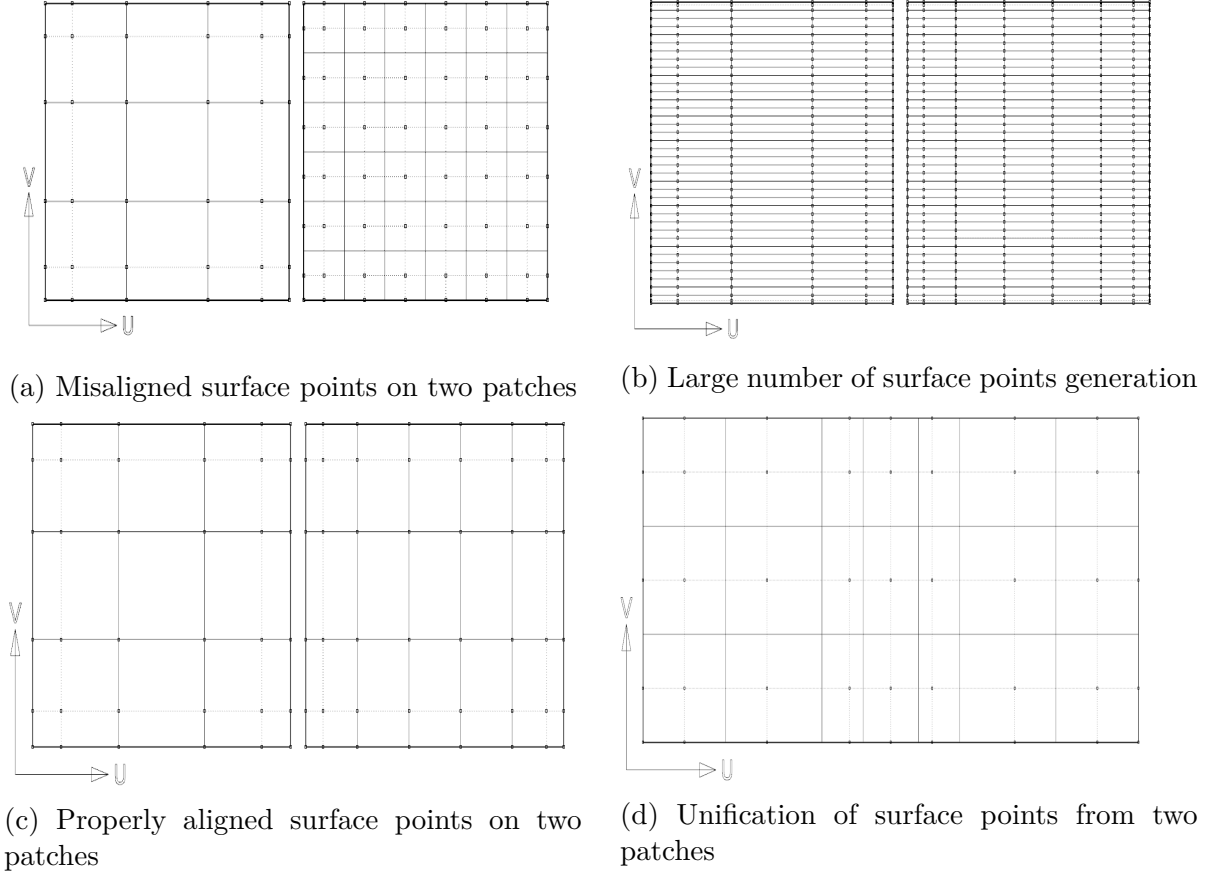 V
U
V
U
(a) Misaligned surface points on two patches
(b) Large number of surface points generation
V
U
V
U
(c) Properly aligned surface points on two
patches
(d) Unification of surface points from two
patches